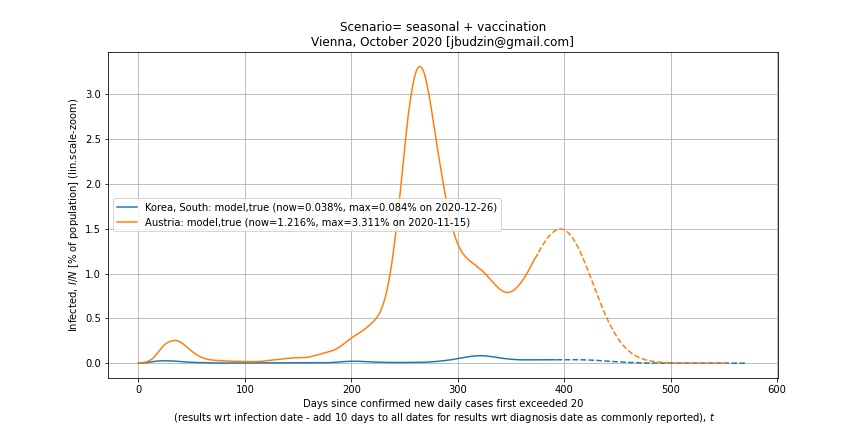 Scenario= seasonal + vaccination
Vienna, October 2020 [jbudzin@gmail.com]
Infected, I/N [% of population] (lin.scale-zoom)
3.0
2.5
2.0
1.5
1.0
0.5
0.0
Korea, South: model,true (now=0.038%, max=0.084% on 2020-12-26)
Austria: model,true (now=1.216%, max=3.311% on 2020-11-15)
0 100 200 300 400 500 600
Days since confirmed new daily cases first exceeded 20
(results wrt infection date - add 10 days to all dates for results wrt diagnosis date as commonly reported), t